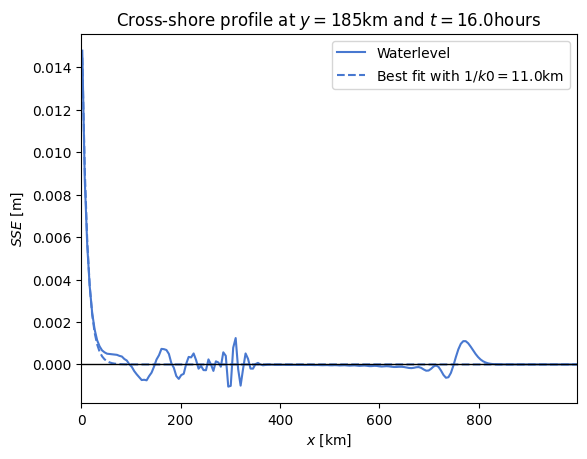 Cross-shore profile at y = 185km and t = 16.0hours
Waterlevel
Best fit with 1/k0 = 11.0km
SSE [m]
0.014
0.012
0.010
0.008
0.006
0.004
0.002
0.000
0 200 400 600 800
x [km]